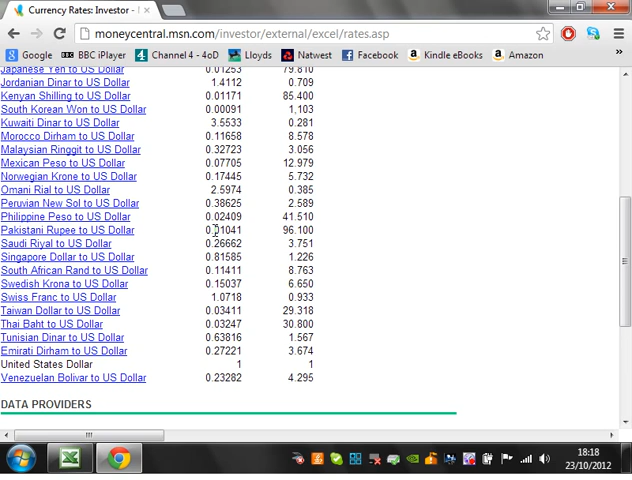 Currency Rates: Investor - M
moneycentral.msn.com/investor/external/excel/rates.asp
Google BBC iPlayer Channel 4 - 4oD Lloyds Natwest Facebook Kindle eBooks Amazon »
Japanese Yen to US Dollar 0.01253 79.810
Jordanian Dinar to US Dollar 1.4112 0.709
Kenyan Shilling to US Dollar 0.01171 85.400
South Korean Won to US Dollar 0.00091 1,103
Kuwaiti Dinar to US Dollar 3.5533 0.281
Morocco Dirham to US Dollar 0.11658 8.578
Malaysian Ringgit to US Dollar 0.32723 3.056
Mexican Peso to US Dollar 0.07705 12.979
Norwegian Krone to US Dollar 0.17445 5.732
Omani Rial to US Dollar 2.5974 0.385
Peruvian New Sol to US Dollar 0.38625 2.589
Philippine Peso to US Dollar 0.02409 41.510
Pakistani Rupee to US Dollar 0.01041 96.100
Saudi Riyal to US Dollar 0.26662 3.751
Singapore Dollar to US Dollar 0.81585 1.226
South African Rand to US Dollar 0.11411 8.763
Swedish Krona to US Dollar 0.15037 6.650
Swiss Franc to US Dollar 1.0718 0.933
Taiwan Dollar to US Dollar 0.03411 29.318
Thai Baht to US Dollar 0.03247 30.800
Tunisian Dinar to US Dollar 0.63816 1.567
Emirati Dirham to US Dollar 0.27221 3.674
United States Dollar 1 1
Venezuelan Bolivar to US Dollar 0.23282 4.295
DATA PROVIDERS
18:18
23/10/2012